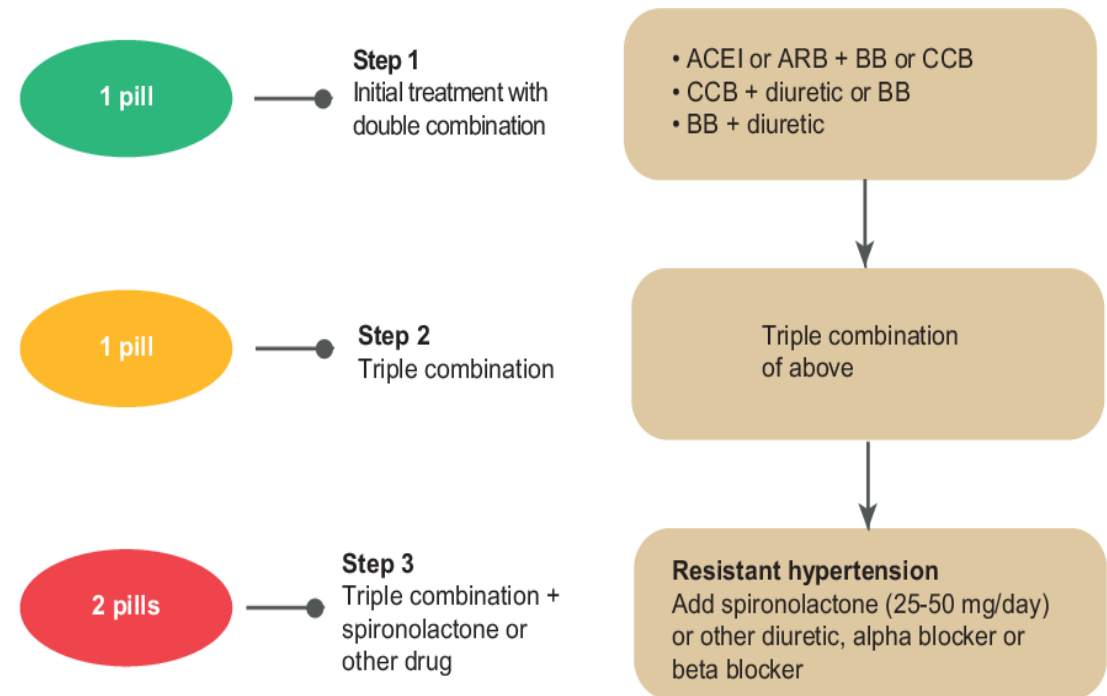 1 pill
Step 1
Initial treatment with
double combination
• ACEI or ARB + BB or CCB
• CCB + diuretic or BB
• BB + diuretic
1 pill
Step 2
Triple combination
Triple combination
of above
2 pills
Step 3
Triple combination +
spironolactone or
other drug
Resistant hypertension
Add spironolactone (25-50 mg/day)
or other diuretic, alpha blocker or
beta blocker